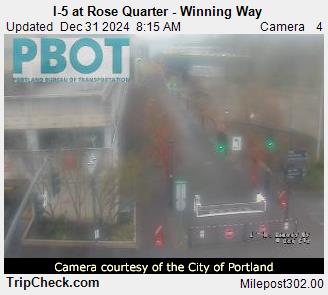 I-5 at Rose Quarter - Winning Way
Updated Dec 31 2024 8:15 AM Camera 4
PBOT
PORTLAND BUREAU OF TRANSPORTATION
Camera courtesy of the City of Portland
TripCheck.com Milepost302.00